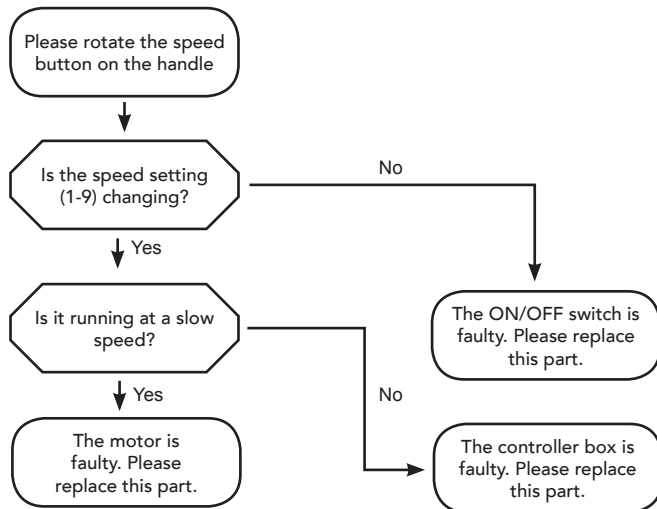 Please rotate the speed
button on the handle
Is the speed setting
(1-9) changing?
No
Yes
Is it running at a slow
speed?
The ON/OFF switch is
faulty. Please replace
this part.
Yes
No
The motor is
faulty. Please
replace this part.
The controller box is
faulty. Please replace
this part.